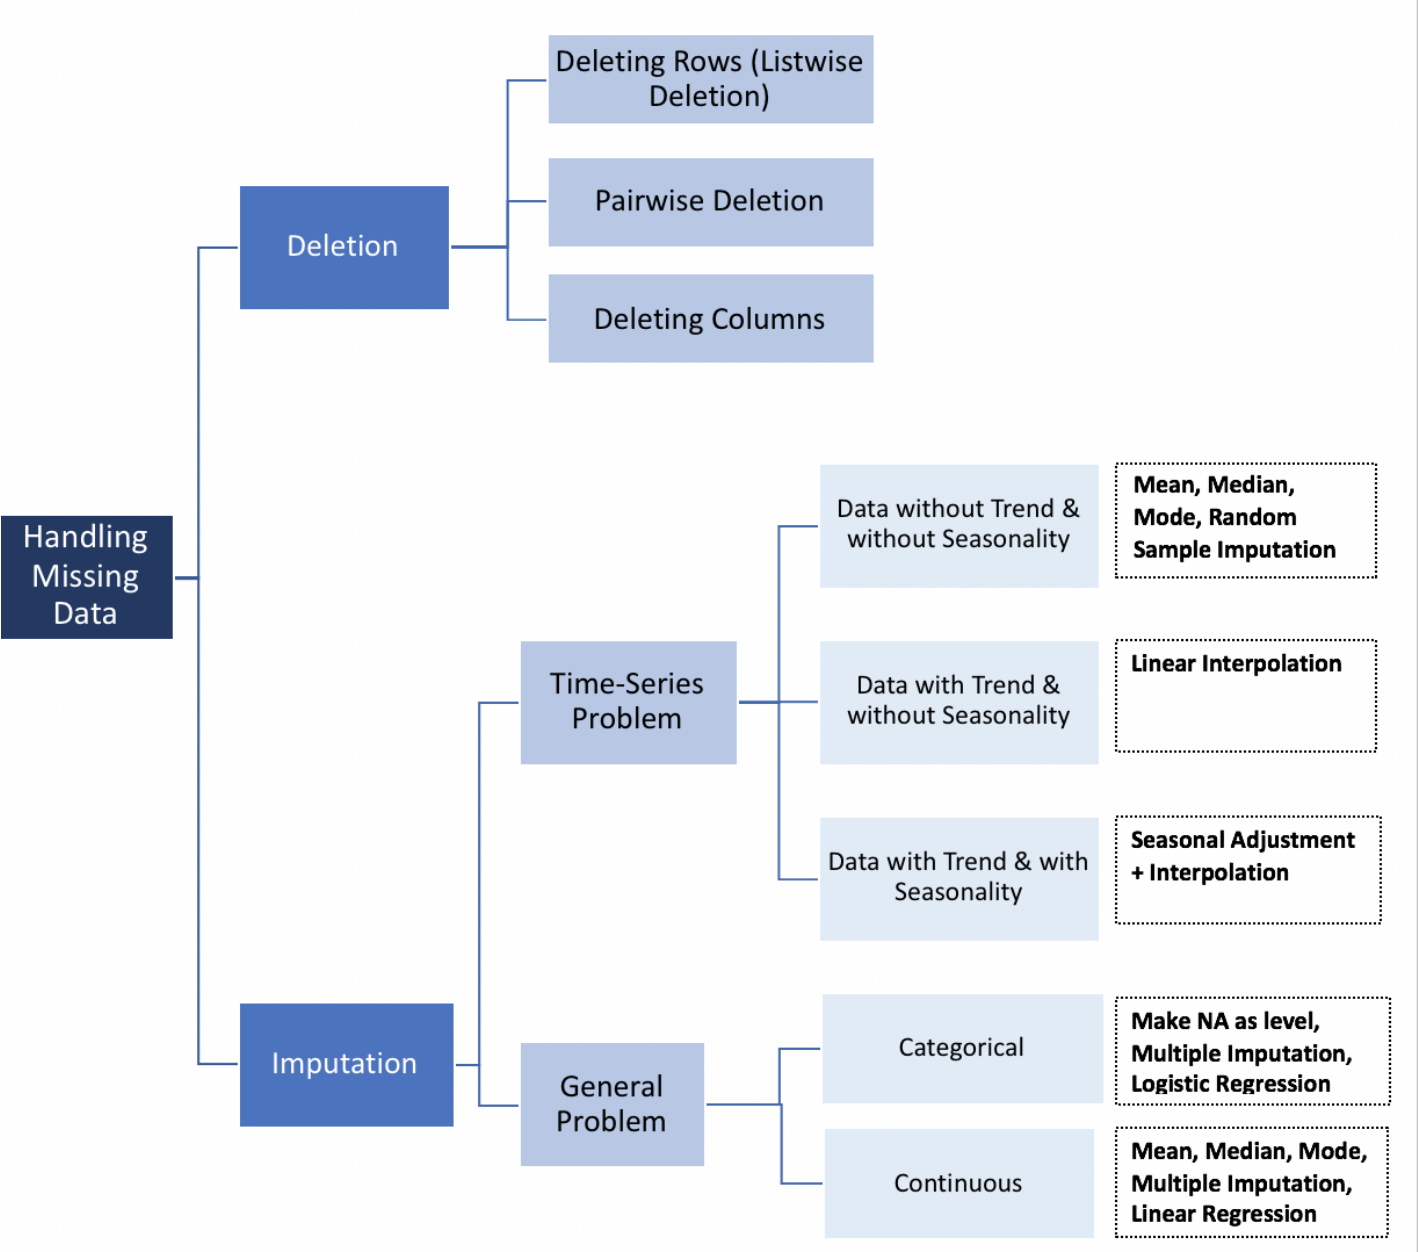 Deleting Rows (Listwise
Deletion)
Pairwise Deletion
Deletion
Deleting Columns
Handling
Missing
Data
Data without Trend &
without Seasonality
Mean, Median,
Mode, Random
Sample Imputation
Time-Series
Problem
Data with Trend &
without Seasonality
Linear Interpolation
Data with Trend & with
Seasonality
Seasonal Adjustment
+ Interpolation
Imputation
General
Problem
Categorical
Make NA as level,
Multiple Imputation,
Logistic Regression
Continuous
Mean, Median, Mode,
Multiple Imputation,
Linear Regression